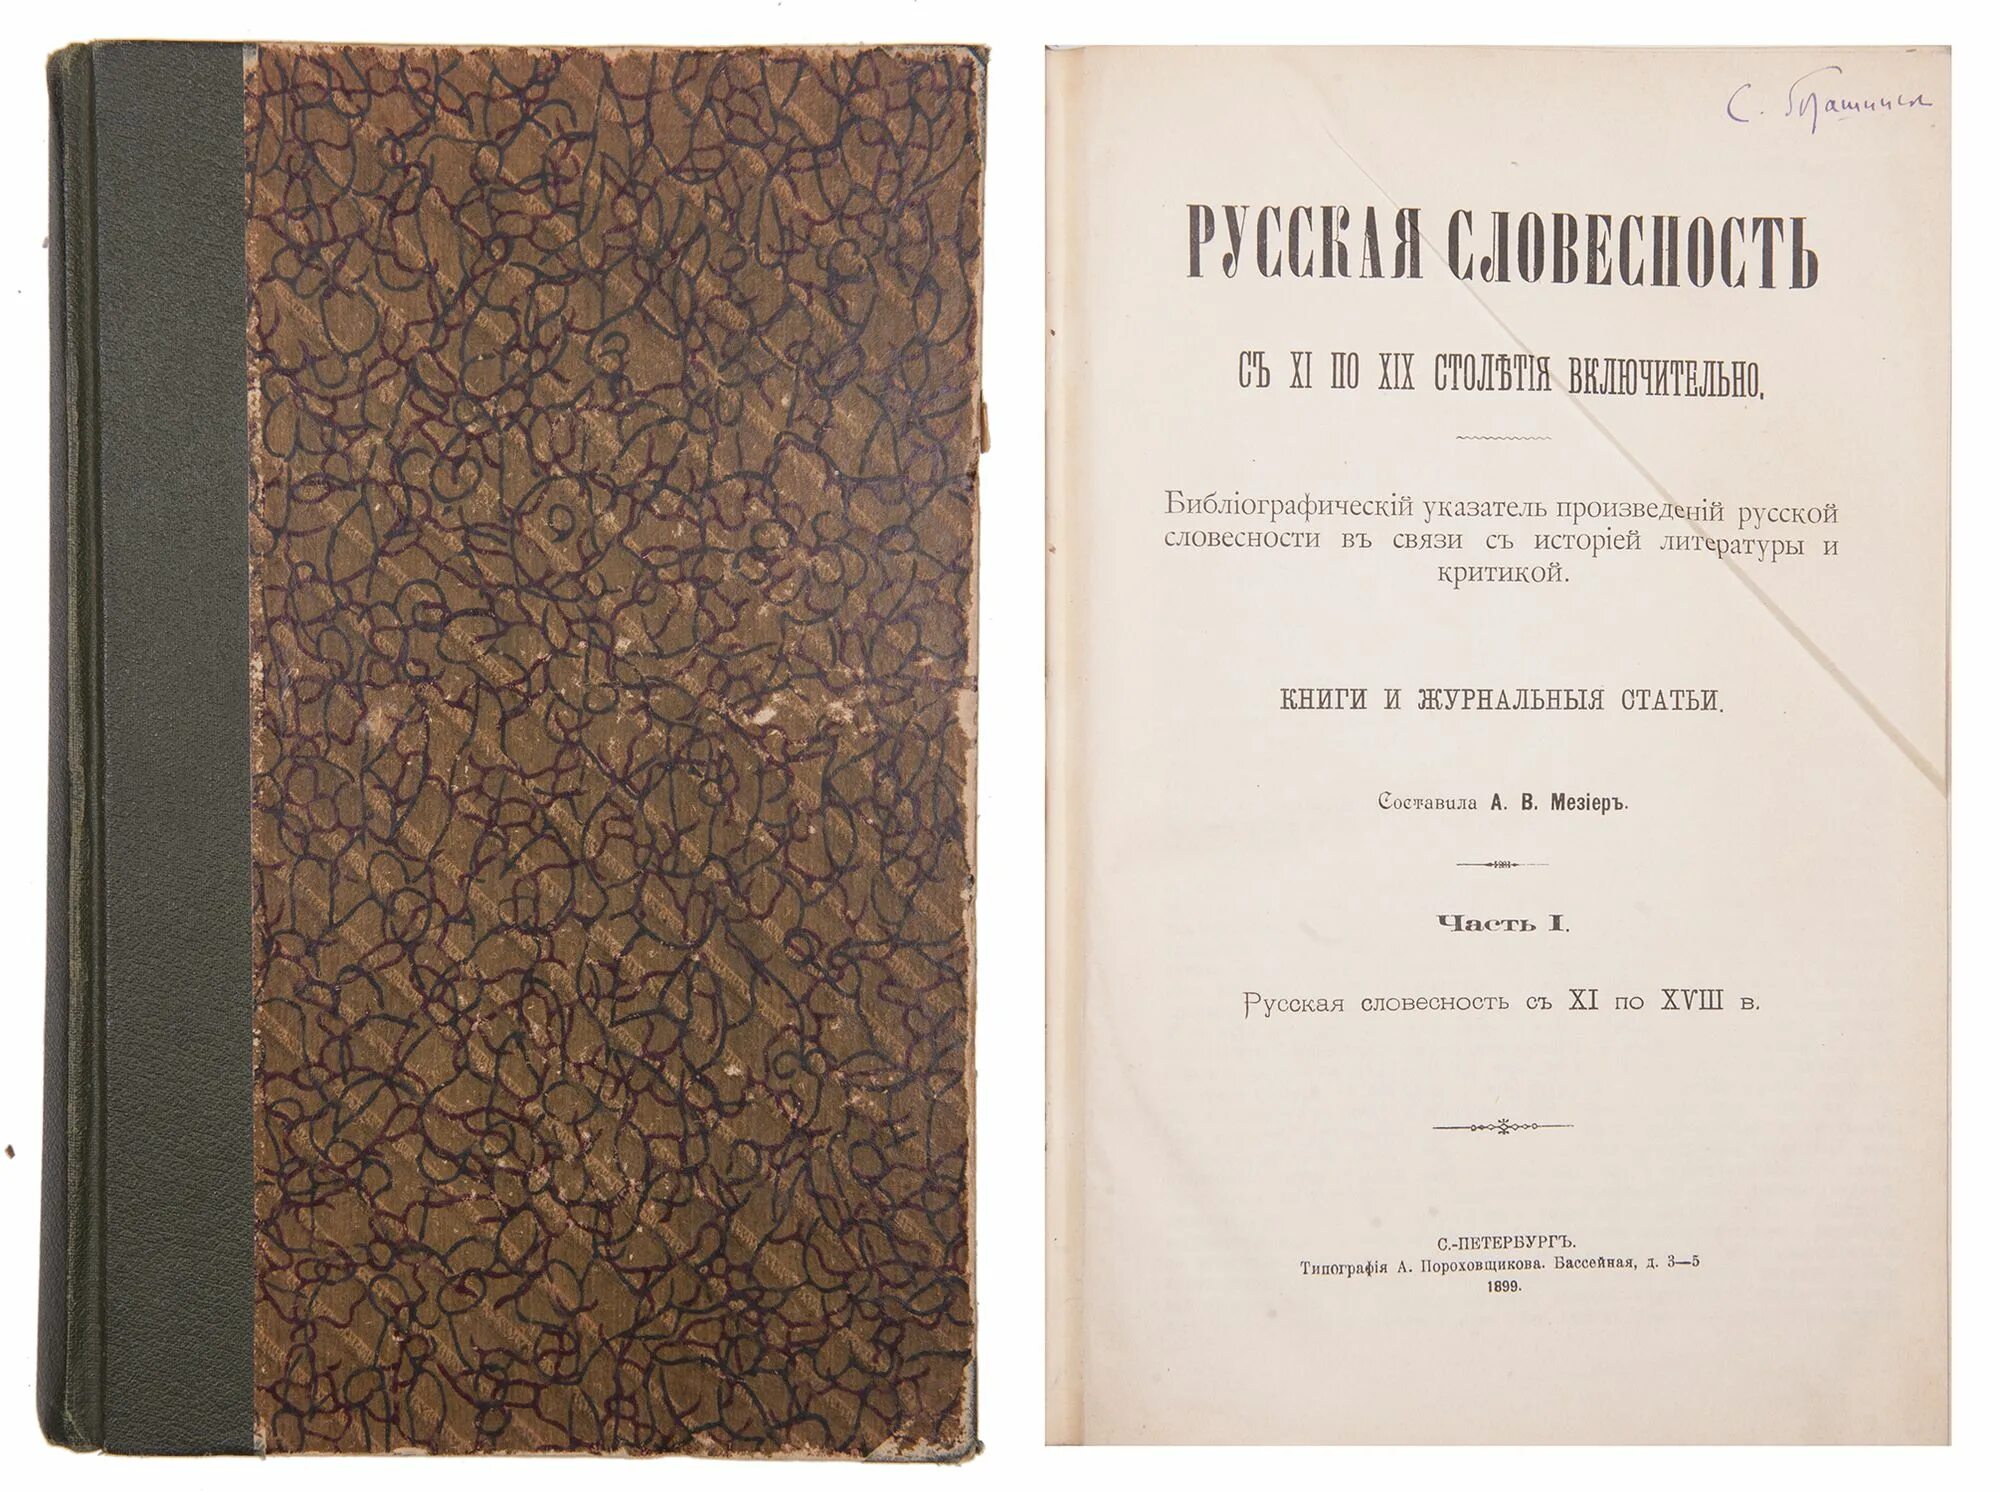 РУССКАЯ СЛОВЕСНОСТЬ
СЪ XI ПО XIX СТОЛѢТІЯ ВКЛЮЧИТЕЛЬНО.
Библіографическій указатель произведеній русской
словесности въ связи съ исторіей литературы и
критикой.
КНИГИ И ЖУРНАЛЬНЫЯ СТАТЬИ.
Составила А. В. Мезіеръ.
Часть I.
Русская словесность съ XI по XVIII в.
С.-ПЕТЕРБУРГЪ.
Типографія А. Пороховщикова. Бассейная, д. 3—5
1899.